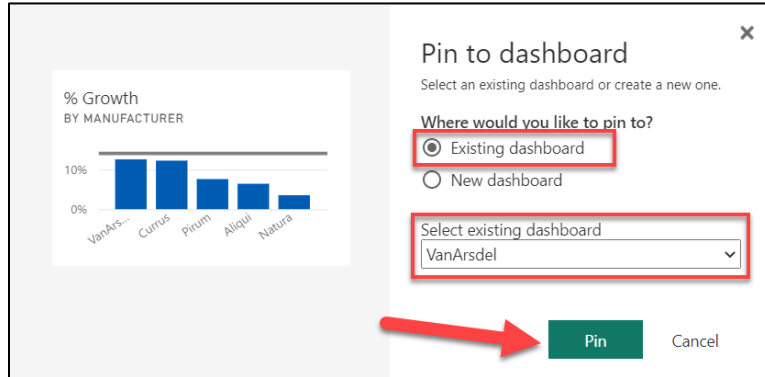 % Growth
BY MANUFACTURER
10%
0%
VanArs...
Currus
Pirum
Aliqui
Natura
Pin to dashboard
Select an existing dashboard or create a new one.
Where would you like to pin to?
Existing dashboard
New dashboard
Select existing dashboard
VanArsdel
Pin
Cancel